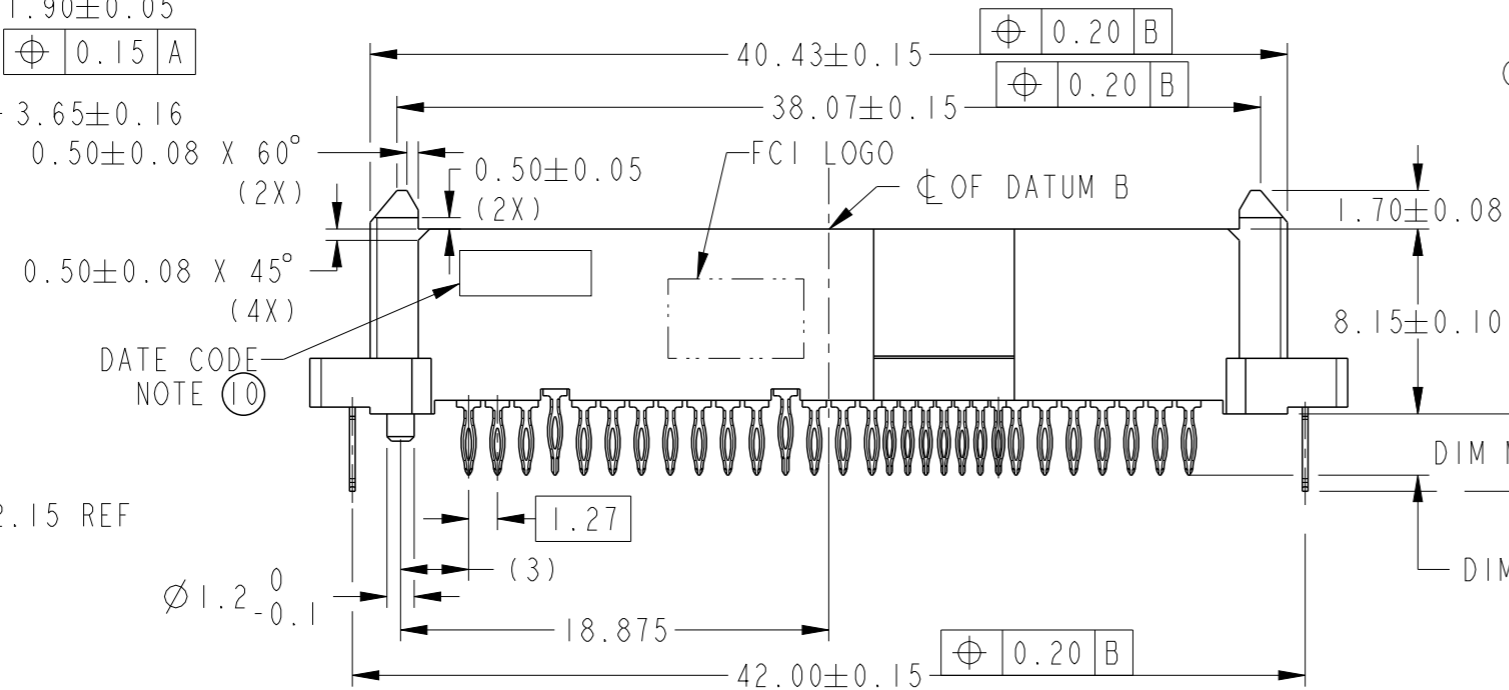 1.90±0.05
⌖ 0.15 A
3.65±0.16
0.50±0.08 X 60°
(2X)
0.50±0.05
(2X)
40.43±0.15
⌖ 0.20 B
38.07±0.15
⌖ 0.20 B
FCI LOGO
℄ OF DATUM B
1.70±0.08
0.50±0.08 X 45°
(4X)
8.15±0.10
DATE CODE
NOTE 10
DIM
2.15 REF
1.27
(3)
DIM
Ø1.2 0 -0.1
18.875
42.00±0.15
⌖ 0.20 B